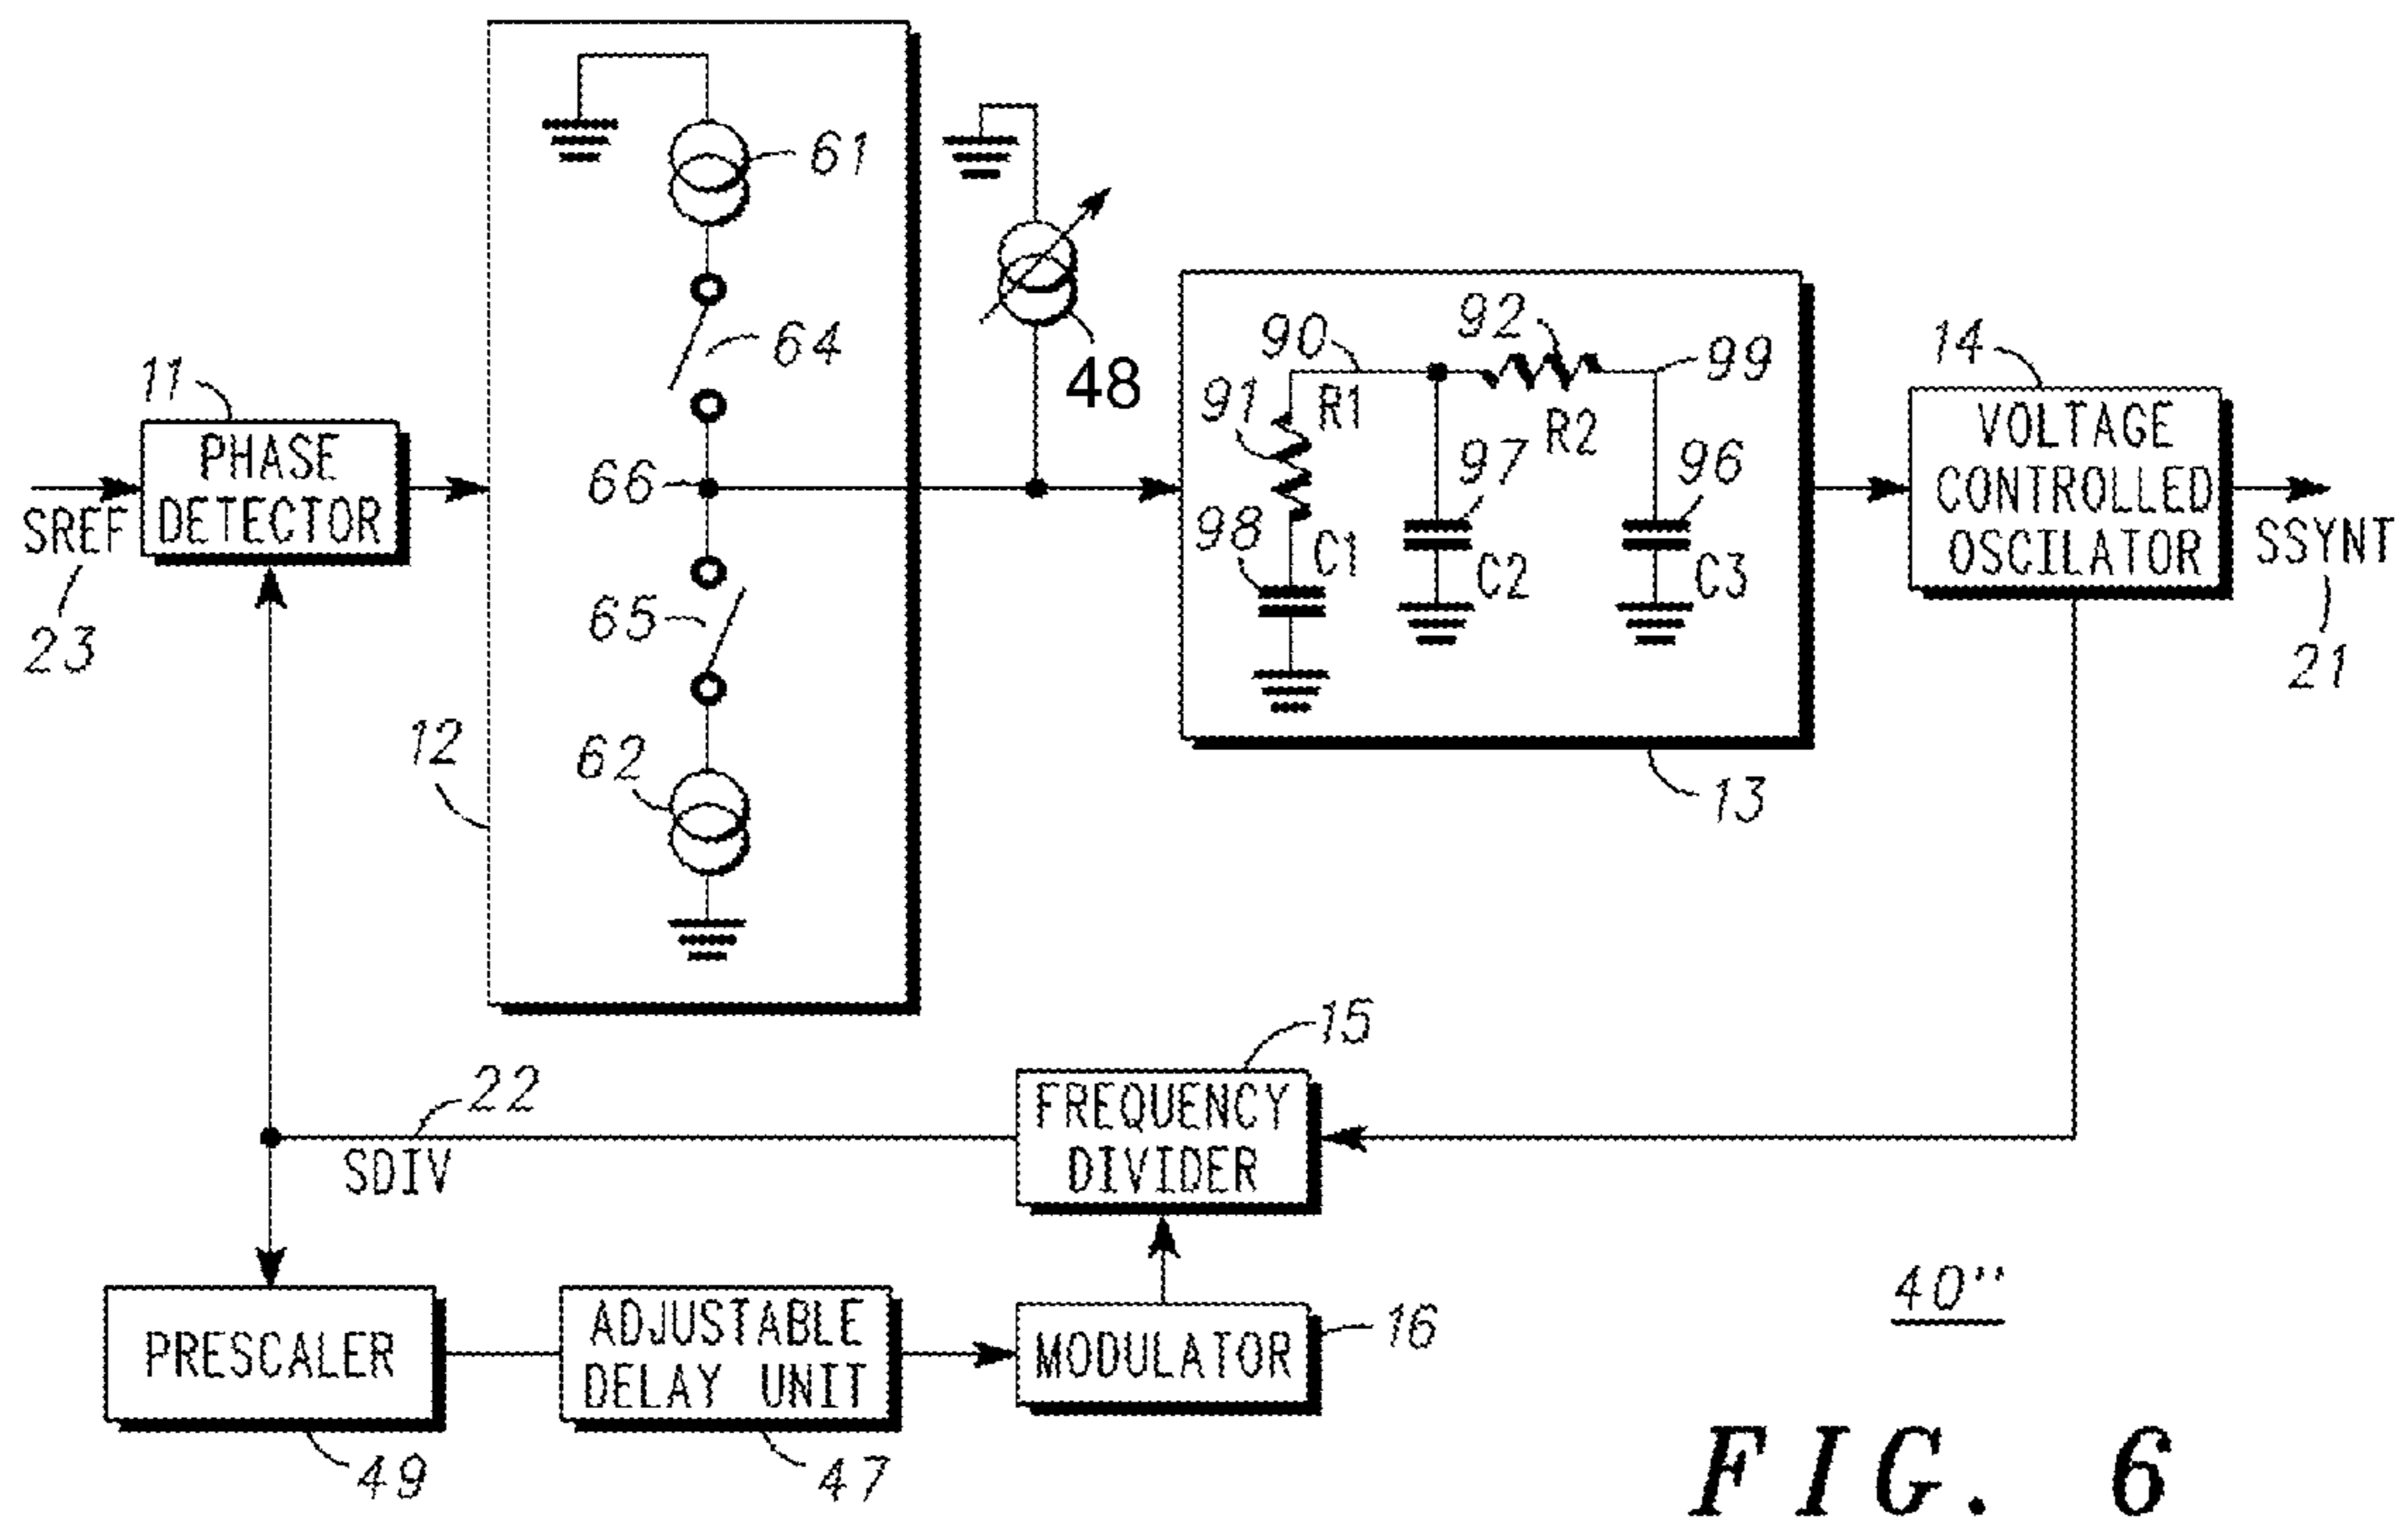 61
64
48
11
PHASE
DETECTOR
SREF
23
66
65
12
62
90
92
99
91
R1
R2
97
96
98
C1
C2
C3
13
14
VOLTAGE
CONTROLLED
OSCILATOR
SSYNT
21
15
FREQUENCY
DIVIDER
22
SDIV
PRESCALER
49
ADJUSTABLE
DELAY UNIT
47
MODULATOR
16
40"
FIG. 6